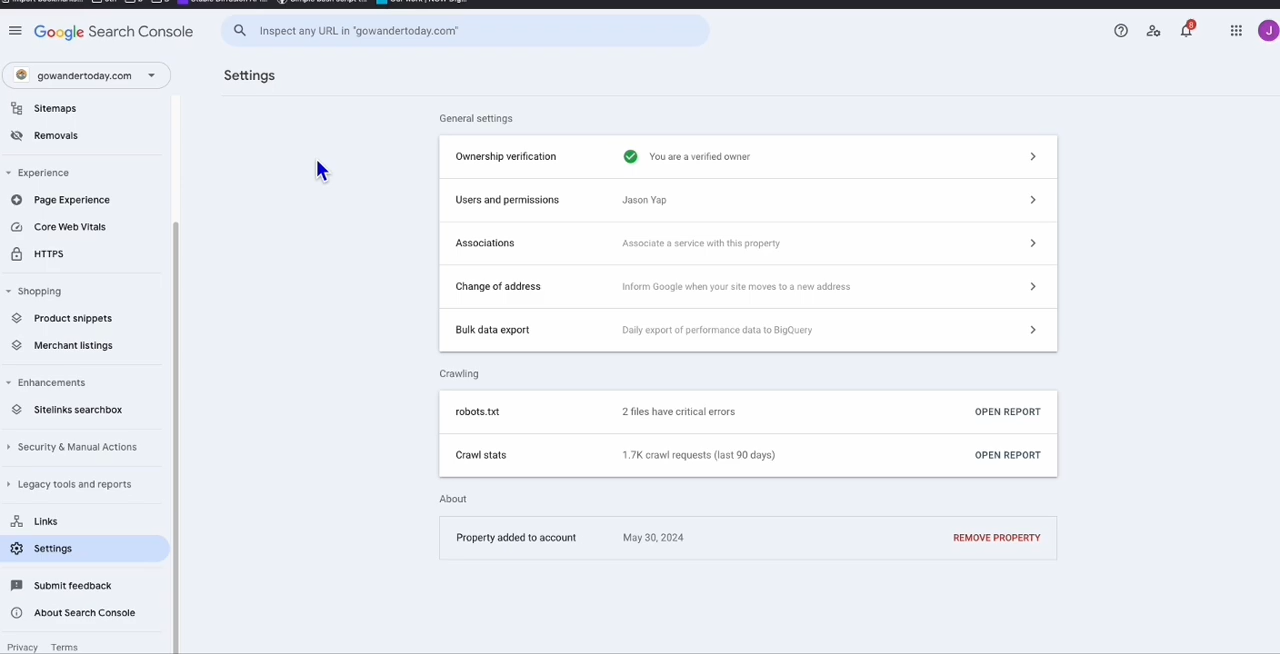 Google Search Console
Inspect any URL in "gowandertoday.com"
8
J
gowandertoday.com
Settings
Sitemaps
Removals
Experience
Page Experience
Core Web Vitals
HTTPS
Shopping
Product snippets
Merchant listings
Enhancements
Sitelinks searchbox
Security & Manual Actions
Legacy tools and reports
Links
Settings
Submit feedback
About Search Console
Privacy Terms
General settings
Ownership verification You are a verified owner
Users and permissions Jason Yap
Associations Associate a service with this property
Change of address Inform Google when your site moves to a new address
Bulk data export Daily export of performance data to BigQuery
Crawling
robots.txt 2 files have critical errors OPEN REPORT
Crawl stats 1.7K crawl requests (last 90 days) OPEN REPORT
About
Property added to account May 30, 2024 REMOVE PROPERTY